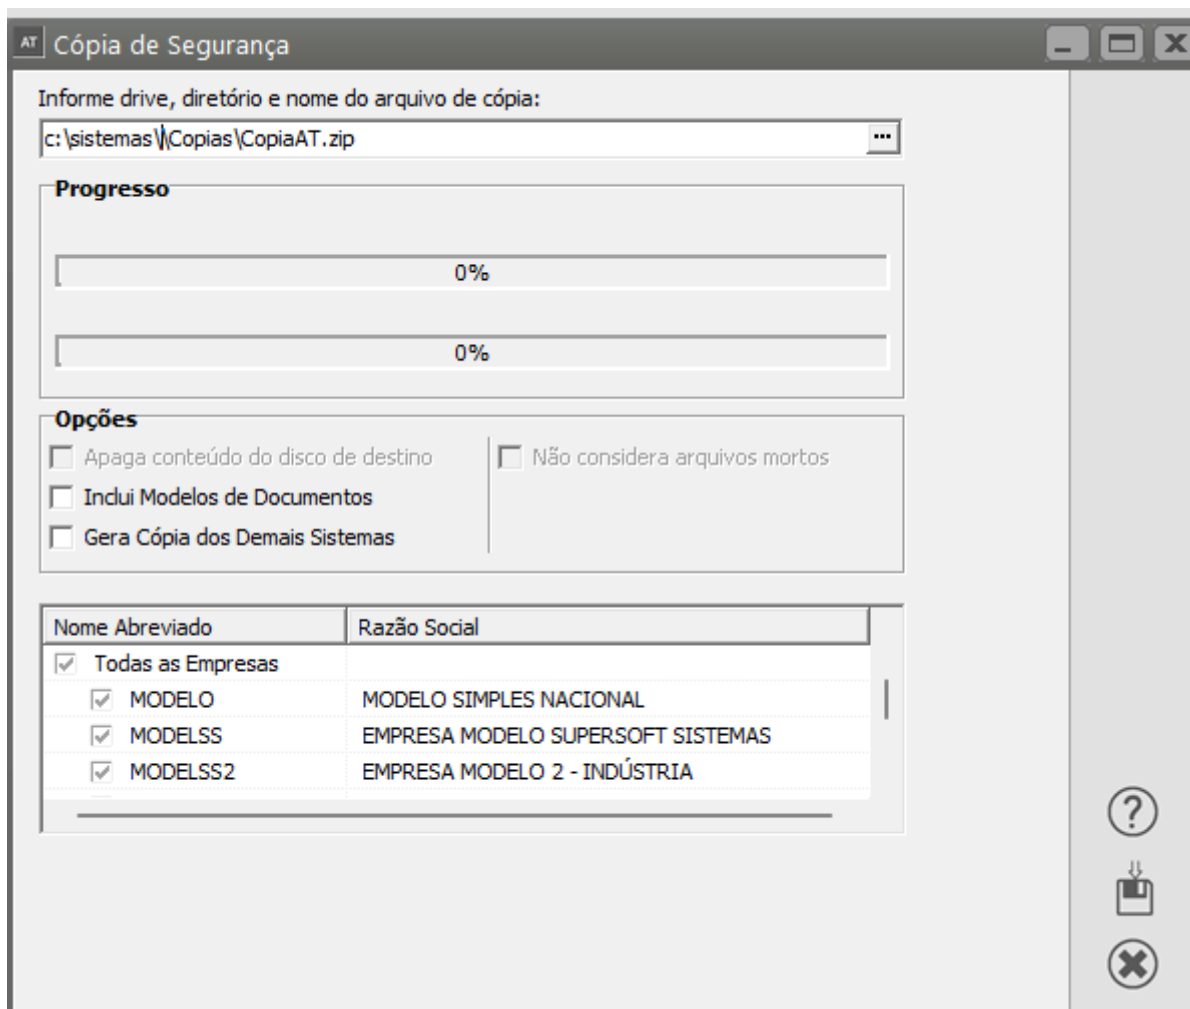 AT Cópia de Segurança
Informe drive, diretório e nome do arquivo de cópia:
c:\sistemas\\Copias\CopiaAT.zip
...
Progresso
0%
0%
Opções
Apaga conteúdo do disco de destino
Não considera arquivos mortos
Inclui Modelos de Documentos
Gera Cópia dos Demais Sistemas
Nome Abreviado Razão Social
Todas as Empresas
MODELO MODELO SIMPLES NACIONAL
MODELSS EMPRESA MODELO SUPERSOFT SISTEMAS
MODELSS2 EMPRESA MODELO 2 - INDÚSTRIA
?